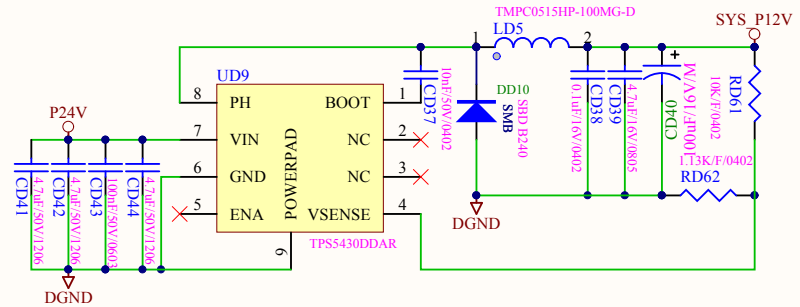 TMPC0515HP-100MG-D
SYS_P12V
1
LD5
2
UD9
8
PH
BOOT
1
CD37
10nF/50V/0402
DD10
SBD B240
SMB
CD38
0.1uF/16V/0402
CD39
4.7uF/16V/0805
CD40
100uF/16V/M
RD61
10K/F/0402
P24V
7
VIN
NC
2
6
GND
NC
3
1.13K/F/0402
RD62
5
ENA
VSENSE
4
POWERPAD
9
TPS5430DDAR
DGND
CD41
4.7uF/50V/1206
CD42
4.7uF/50V/1206
CD43
100nF/50V/0603
CD44
4.7uF/50V/1206
DGND